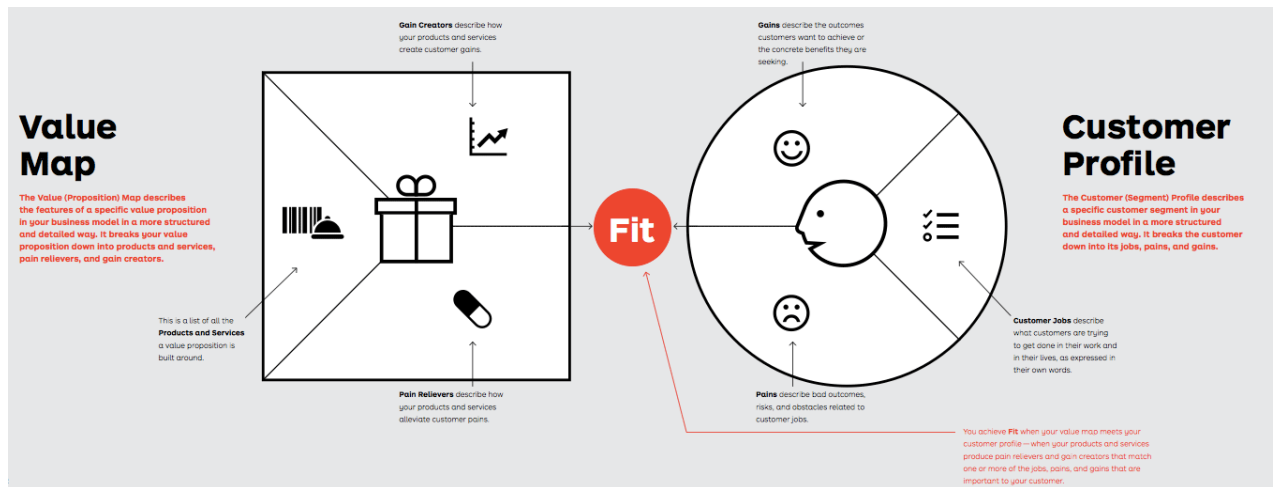 Gain Creators describe how
your products and services
create customer gains.
Gains describe the outcomes
customers want to achieve or
the concrete benefits they are
seeking.
Value
Map
The Value (Proposition) Map describes
the features of a specific value proposition
in your business model in a more structured
and detailed way. It breaks your value
proposition down into products and services,
pain relievers, and gain creators.
Customer
Profile
The Customer (Segment) Profile describes
a specific customer segment in your
business model in a more structured
and detailed way. It breaks the customer
down into its jobs, pains, and gains.
Fit
This is a list of all the
Products and Services
a value proposition is
built around.
Customer Jobs describe
what customers are trying
to get done in their work and
in their lives, as expressed in
their own words.
Pain Relievers describe how
your products and services
alleviate customer pains.
Pains describe bad outcomes,
risks, and obstacles related to
customer jobs.
You achieve Fit when your value map meets your
customer profile — when your products and services
produce pain relievers and gain creators that match
one or more of the jobs, pains, and gains that are
important to your customer.